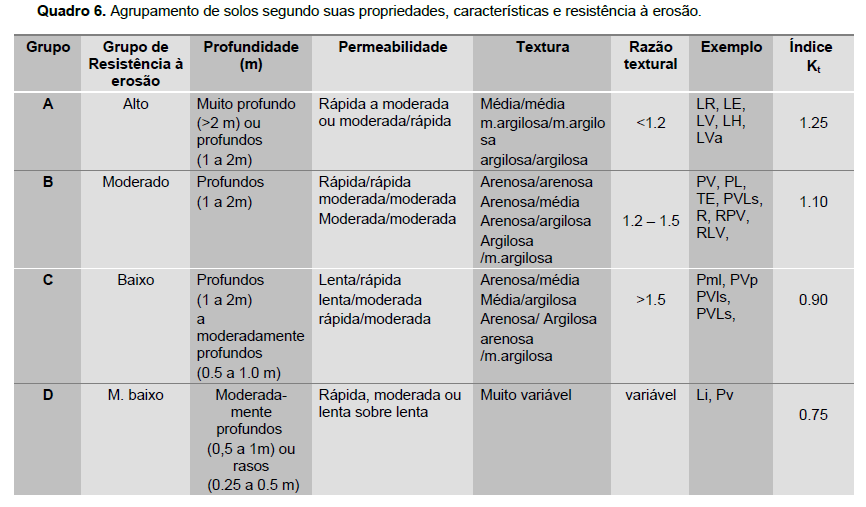 Quadro 6. Agrupamento de solos segundo suas propriedades, características e resistência à erosão.
Grupo
Grupo de
Resistência à
erosão
Profundidade
(m)
Permeabilidade
Textura
Razão
textural
Exemplo
Índice
Kt
A
Alto
Muito profundo
(>2 m) ou
profundos
(1 a 2m)
Rápida a moderada
ou moderada/rápida
Média/média
m.argilosa/m.argilo
sa
argilosa/argilosa
<1.2
LR, LE,
LV, LH,
LVa
1.25
B
Moderado
Profundos
(1 a 2m)
Rápida/rápida
moderada/moderada
Moderada/moderada
Arenosa/arenosa
Arenosa/média
Arenosa/argilosa
Argilosa
/m.argilosa
1.2 – 1.5
PV, PL,
TE, PVLs,
R, RPV,
RLV,
1.10
C
Baixo
Profundos
(1 a 2m)
a
moderadamente
profundos
(0.5 a 1.0 m)
Lenta/rápida
lenta/moderada
rápida/moderada
Arenosa/média
Média/argilosa
Arenosa/ Argilosa
arenosa
/m.argilosa
>1.5
Pml, PVp
PVls,
PVLs,
0.90
D
M. baixo
Moderada-
mente
profundos
(0,5 a 1m) ou
rasos
(0.25 a 0.5 m)
Rápida, moderada ou
lenta sobre lenta
Muito variável
variável
Li, Pv
0.75